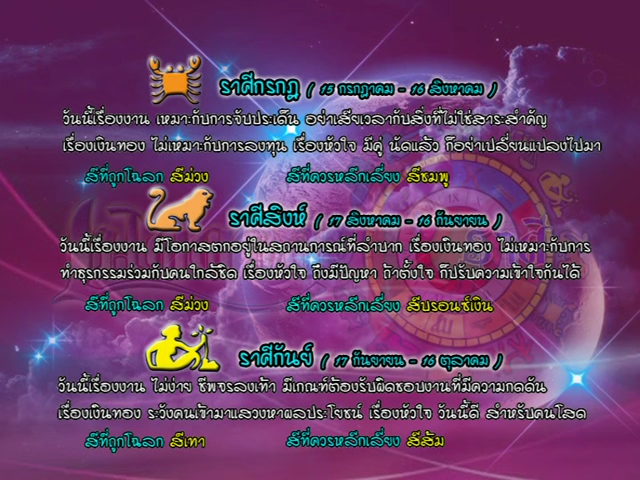 ราศีกรกฎ ( 15 กรกฎาคม - 16 สิงหาคม )
วันนี้เรื่องงาน เหมาะกับการจับประเด็น อย่าเสียเวลากับสิ่งที่ไม่ใช่สาระสำคัญ
เรื่องเงินทอง ไม่เหมาะกับการลงทุน เรื่องหัวใจ มีคู่ นัดแล้ว ก็อย่าเปลี่ยนแปลงไปมา
สีที่ถูกโฉลก สีม่วง สีที่ควรหลีกเลี่ยง สีชมพู
ราศีสิงห์ ( 17 สิงหาคม - 16 กันยายน )
วันนี้เรื่องงาน มีโอกาสตกอยู่ในสถานการณ์ที่ลำบาก เรื่องเงินทอง ไม่เหมาะกับการ
ทำธุรกรรมร่วมกับคนใกล้ชิด เรื่องหัวใจ ถึงมีปัญหา ถ้าตั้งใจ ก็ปรับความเข้าใจกันได้
สีที่ถูกโฉลก สีม่วง สีที่ควรหลีกเลี่ยง สีบรอนซ์เงิน
ราศีกันย์ ( 17 กันยายน - 16 ตุลาคม )
วันนี้เรื่องงาน ไม่ง่าย ชีพจรลงเท้า มีเกณฑ์ต้องรับผิดชอบงานที่มีความกดดัน
เรื่องเงินทอง ระวังคนเข้ามาแสวงหาผลประโยชน์ เรื่องหัวใจ วันนี้ดี สำหรับคนโสด
สีที่ถูกโฉลก สีเทา สีที่ควรหลีกเลี่ยง สีส้ม